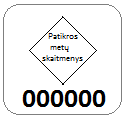 Patikros
metų
skaitmenys
000000